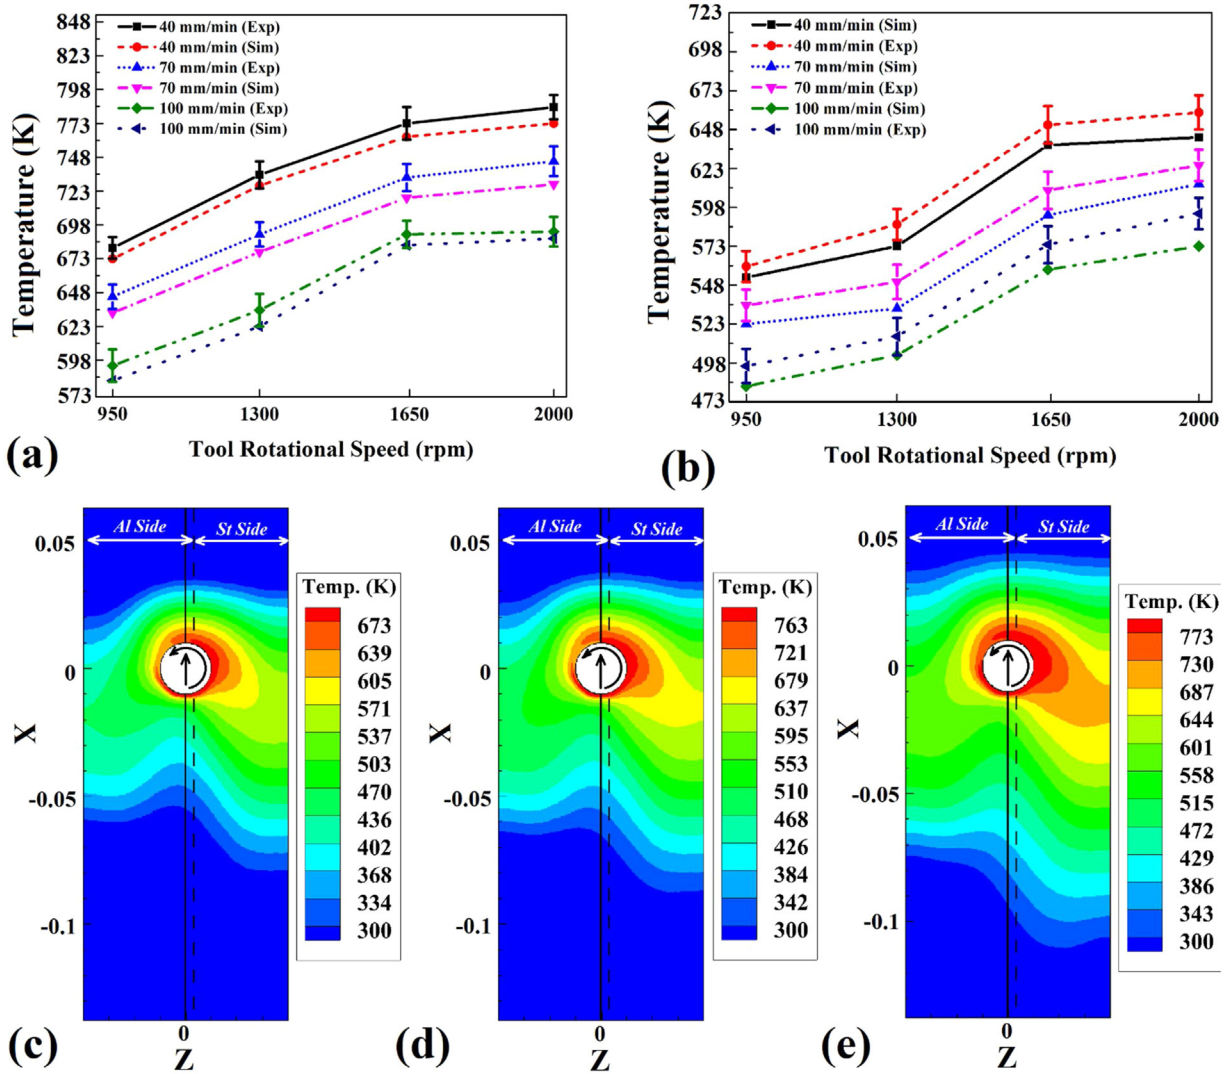 848
823
798
773
748
723
698
673
648
623
598
573
Temperature (K)
40 mm/min (Exp)
40 mm/min (Sim)
70 mm/min (Exp)
70 mm/min (Sim)
100 mm/min (Exp)
100 mm/min (Sim)
950 1300 1650 2000
Tool Rotational Speed (rpm)
(a)
723
698
673
648
623
598
573
548
523
498
473
Temperature (K)
40 mm/min (Sim)
40 mm/min (Exp)
70 mm/min (Sim)
70 mm/min (Exp)
100 mm/min (Sim)
100 mm/min (Exp)
950 1300 1650 2000
Tool Rotational Speed (rpm)
(b)
Al Side St Side
0.05
0
-0.05
-0.1
X
0
Z
Temp. (K)
673
639
605
571
537
503
470
436
402
368
334
300
(c)
Al Side St Side
0.05
0
-0.05
-0.1
X
0
Z
Temp. (K)
763
721
679
637
595
553
510
468
426
384
342
300
(d)
Al Side St Side
0.05
0
-0.05
-0.1
X
0
Z
Temp. (K)
773
730
687
644
601
558
515
472
429
386
343
300
(e)